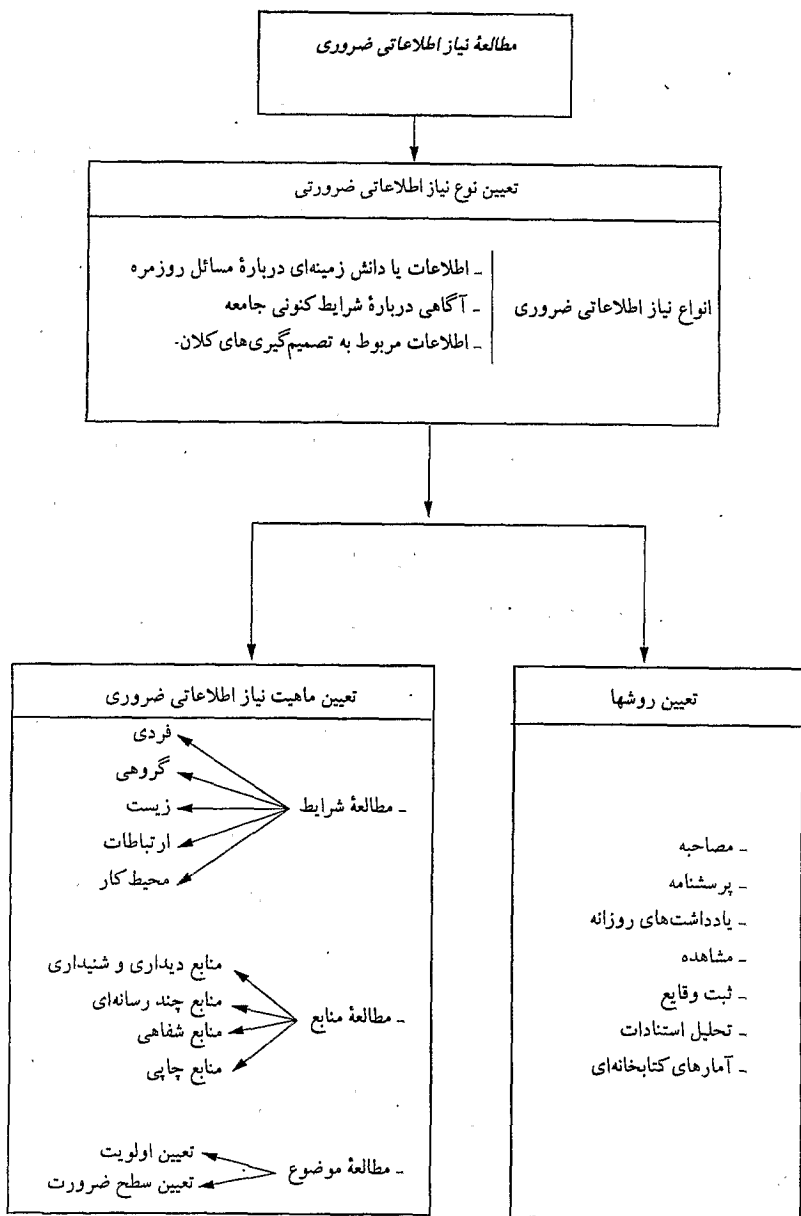 مطالعهٔ نیاز اطلاعاتی ضروری
تعیین نوع نیاز اطلاعاتی ضرورتی
انواع نیاز اطلاعاتی ضروری
ـ اطلاعات یا دانش زمینه‌ای دربارهٔ مسائل روزمره
ـ آگاهی دربارهٔ شرایط کنونی جامعه
ـ اطلاعات مربوط به تصمیم‌گیری‌های کلان.
تعیین روشها
ـ مصاحبه
ـ پرسشنامه
ـ یادداشت‌های روزانه
ـ مشاهده
ـ ثبت وقایع
ـ تحلیل استنادات
ـ آمارهای کتابخانه‌ای
تعیین ماهیت نیاز اطلاعاتی ضروری
ـ مطالعهٔ شرایط
فردی
گروهی
زیست
ارتباطات
محیط کار
ـ مطالعهٔ منابع
منابع دیداری و شنیداری
منابع چند رسانه‌ای
منابع شفاهی
منابع چاپی
ـ مطالعهٔ موضوع
تعیین اولویت
تعیین سطح ضرورت